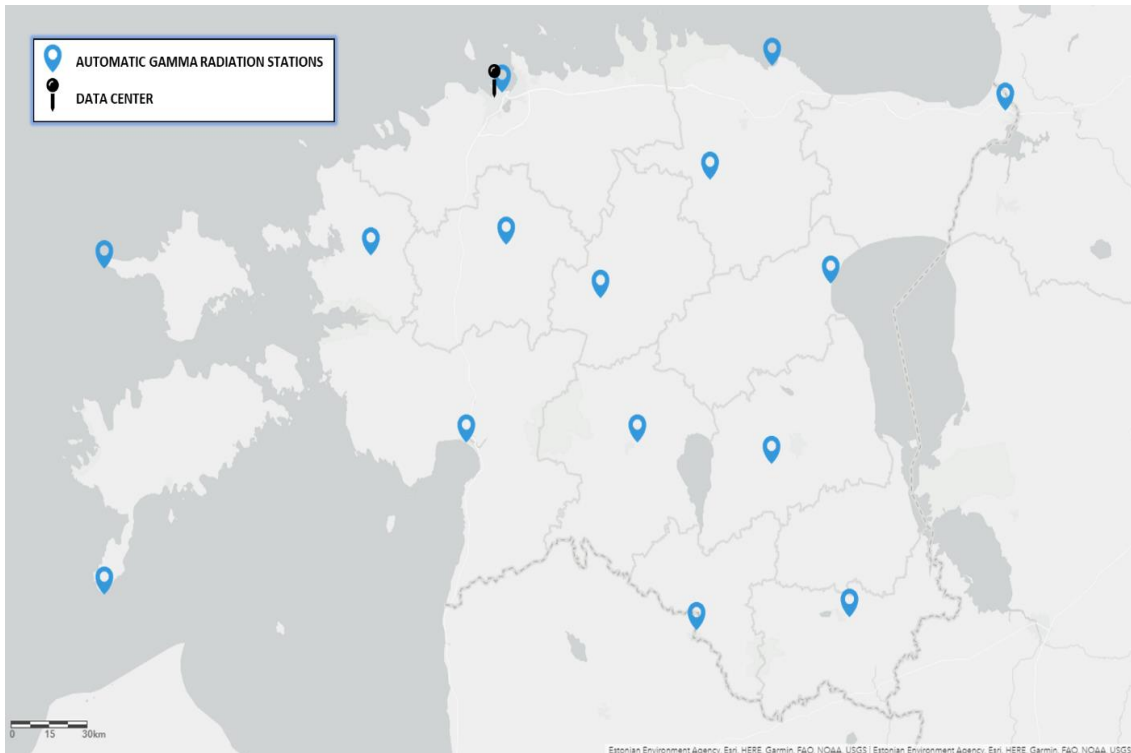 AUTOMATIC GAMMA RADIATION STATIONS
DATA CENTER
0 15 30km
Estonian Environment Agency, Esri, HERE, Garmin, FAO, NOAA, USGS | Estonian Environment Agency, Esri, HERE, Garmin, FAO, NOAA, USGS